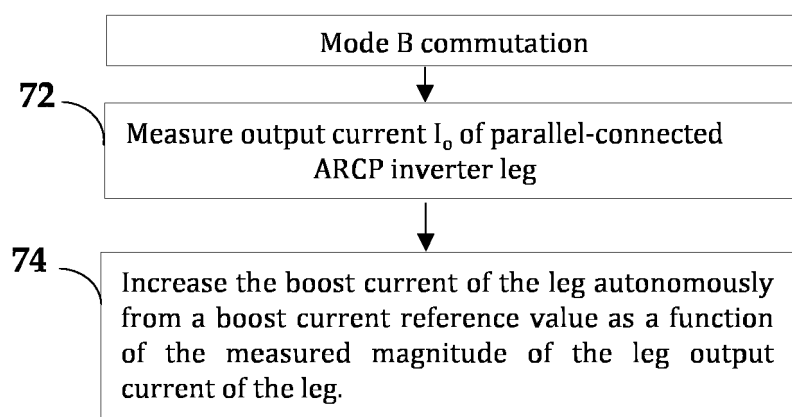 Mode B commutation
72
Measure output current Io of parallel-connected
ARCP inverter leg
74
Increase the boost current of the leg autonomously
from a boost current reference value as a function
of the measured magnitude of the leg output
current of the leg.